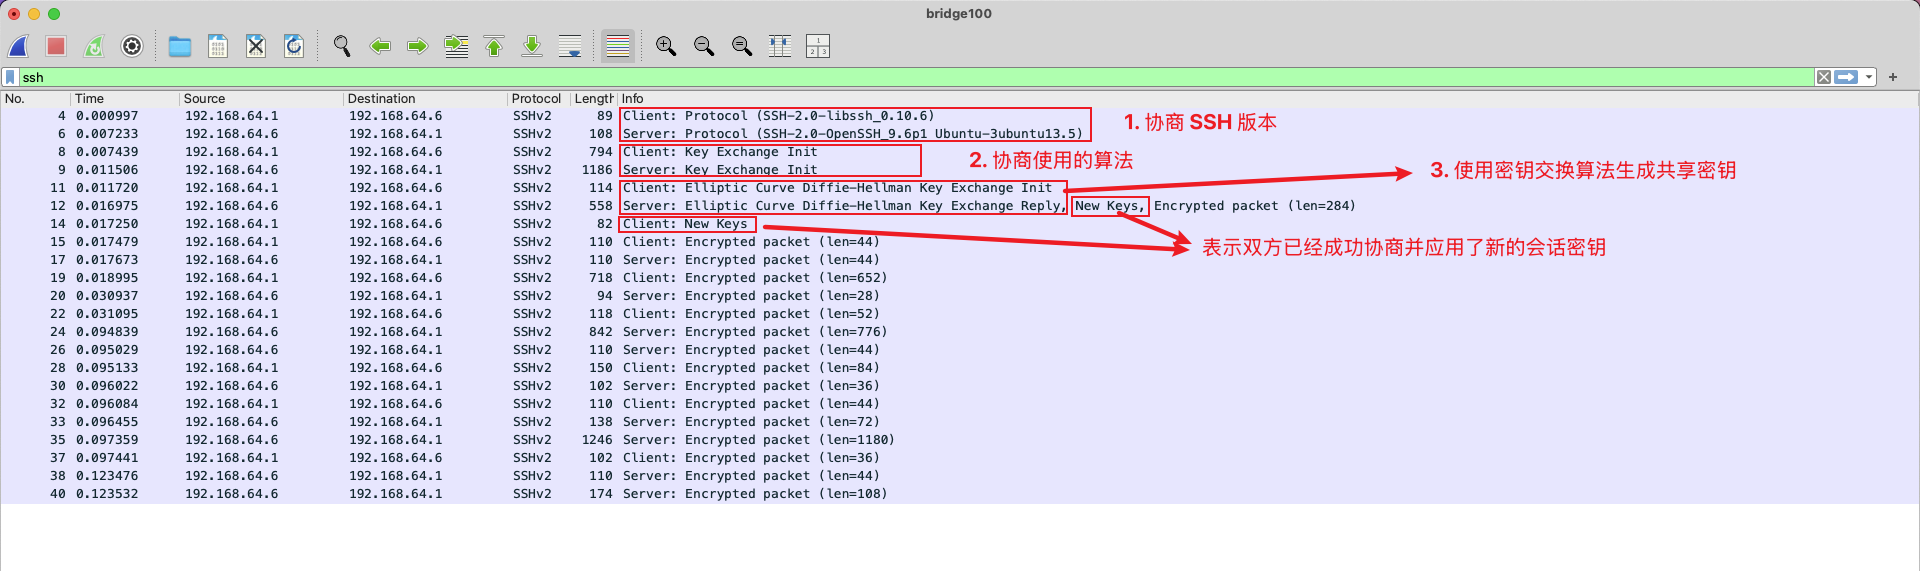 bridge100
ssh
No. Time Source Destination Protocol Length Info
4 0.000997 192.168.64.1 192.168.64.6 SSHv2 89 Client: Protocol (SSH-2.0-libssh_0.10.6)
1. 协商 SSH 版本
6 0.007233 192.168.64.6 192.168.64.1 SSHv2 108 Server: Protocol (SSH-2.0-OpenSSH_9.6p1 Ubuntu-3ubuntu13.5)
8 0.007439 192.168.64.1 192.168.64.6 SSHv2 794 Client: Key Exchange Init
2. 协商使用的算法
9 0.011506 192.168.64.6 192.168.64.1 SSHv2 1186 Server: Key Exchange Init
3. 使用密钥交换算法生成共享密钥
11 0.011720 192.168.64.1 192.168.64.6 SSHv2 114 Client: Elliptic Curve Diffie-Hellman Key Exchange Init
12 0.016975 192.168.64.6 192.168.64.1 SSHv2 558 Server: Elliptic Curve Diffie-Hellman Key Exchange Reply, New Keys, Encrypted packet (len=284)
14 0.017250 192.168.64.1 192.168.64.6 SSHv2 82 Client: New Keys
15 0.017479 192.168.64.1 192.168.64.6 SSHv2 110 Client: Encrypted packet (len=44)
表示双方已经成功协商并应用了新的会话密钥
17 0.017673 192.168.64.6 192.168.64.1 SSHv2 110 Server: Encrypted packet (len=44)
19 0.018995 192.168.64.1 192.168.64.6 SSHv2 718 Client: Encrypted packet (len=652)
20 0.030937 192.168.64.6 192.168.64.1 SSHv2 94 Server: Encrypted packet (len=28)
22 0.031095 192.168.64.1 192.168.64.6 SSHv2 118 Client: Encrypted packet (len=52)
24 0.094839 192.168.64.6 192.168.64.1 SSHv2 842 Server: Encrypted packet (len=776)
26 0.095029 192.168.64.6 192.168.64.1 SSHv2 110 Server: Encrypted packet (len=44)
28 0.095133 192.168.64.1 192.168.64.6 SSHv2 150 Client: Encrypted packet (len=84)
30 0.096022 192.168.64.6 192.168.64.1 SSHv2 102 Server: Encrypted packet (len=36)
32 0.096084 192.168.64.1 192.168.64.6 SSHv2 110 Client: Encrypted packet (len=44)
33 0.096455 192.168.64.6 192.168.64.1 SSHv2 138 Server: Encrypted packet (len=72)
35 0.097359 192.168.64.6 192.168.64.1 SSHv2 1246 Server: Encrypted packet (len=1180)
37 0.097441 192.168.64.1 192.168.64.6 SSHv2 102 Client: Encrypted packet (len=36)
38 0.123476 192.168.64.6 192.168.64.1 SSHv2 110 Server: Encrypted packet (len=44)
40 0.123532 192.168.64.6 192.168.64.1 SSHv2 174 Server: Encrypted packet (len=108)